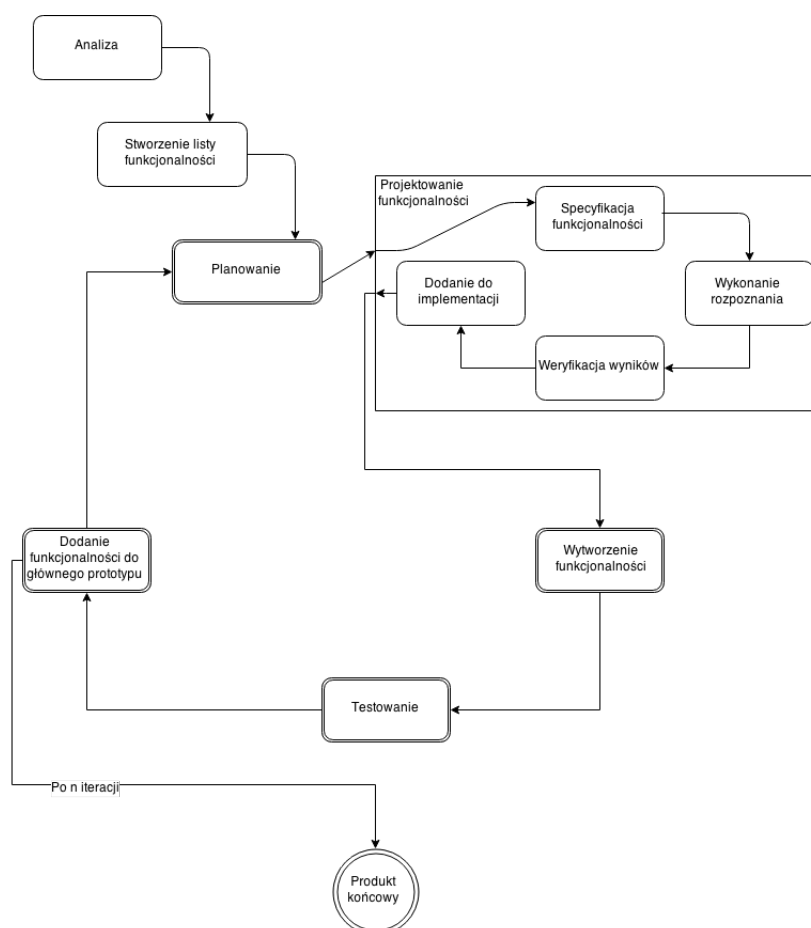 Analiza
Stworzenie listy
funkcjonalności
Projektowanie
funkcjonalności
Specyfikacja
funkcjonalności
Planowanie
Dodanie do
implementacji
Wykonanie
rozpoznania
Weryfikacja wyników
Dodanie
funkcjonalności do
głównego prototypu
Wytworzenie
funkcjonalności
Testowanie
Po n iteracji
Produkt
końcowy